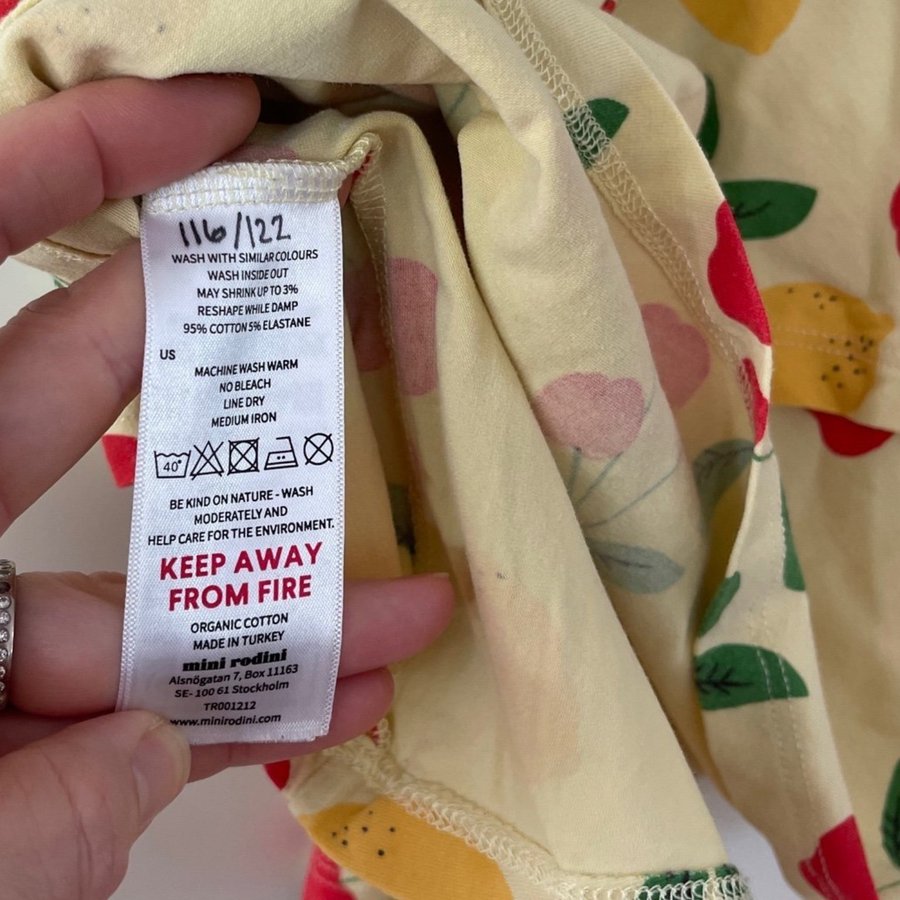 116/122
WASH WITH SIMILAR COLOURS
WASH INSIDE OUT
MAY SHRINK UP TO 3%
RESHAPE WHILE DAMP
95% COTTON 5% ELASTANE
US
MACHINE WASH WARM
NO BLEACH
LINE DRY
MEDIUM IRON
40°
BE KIND ON NATURE - WASH
MODERATELY AND
HELP CARE FOR THE ENVIRONMENT.
KEEP AWAY
FROM FIRE
ORGANIC COTTON
MADE IN TURKEY
mini rodini
Alsnögatan 7, Box 11163
SE- 100 61 Stockholm
TR001212
www.minirodini.com